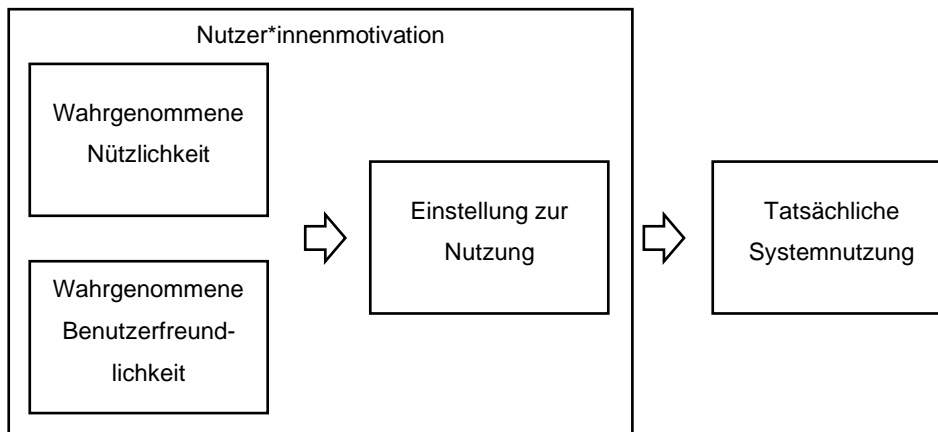 Nutzer*innenmotivation
Wahrgenommene
Nützlichkeit
Wahrgenommene
Benutzerfreund-
lichkeit
Einstellung zur
Nutzung
Tatsächliche
Systemnutzung